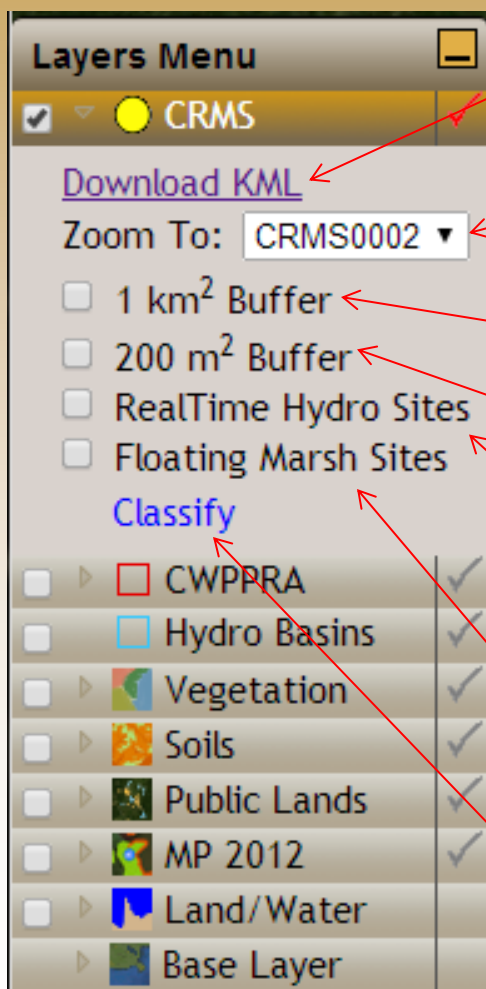 Layers Menu
CRMS
Download KML
Zoom To: CRMS0002
1 km² Buffer
200 m² Buffer
RealTime Hydro Sites
Floating Marsh Sites
Classify
CWPPRA
Hydro Basins
Vegetation
Soils
Public Lands
MP 2012
Land/Water
Base Layer